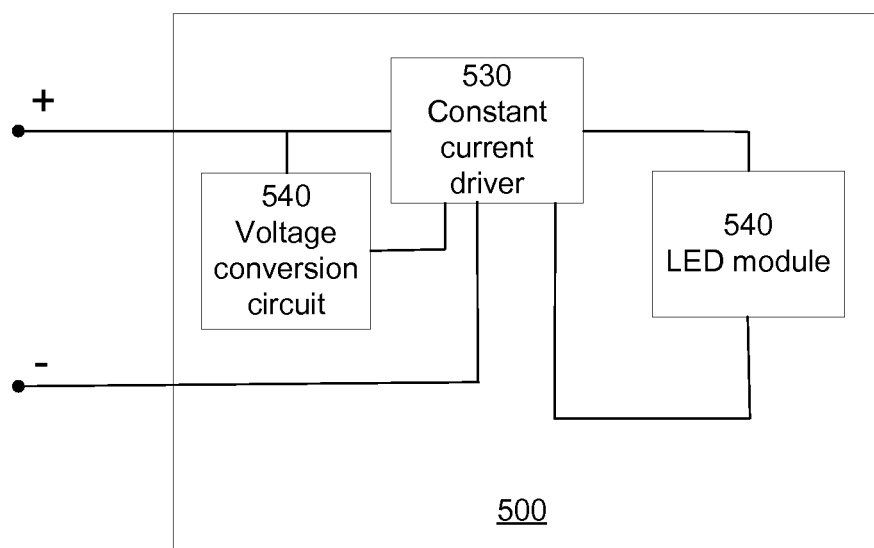 +
530
Constant
current
driver
540
Voltage
conversion
circuit
540
LED module
-
500